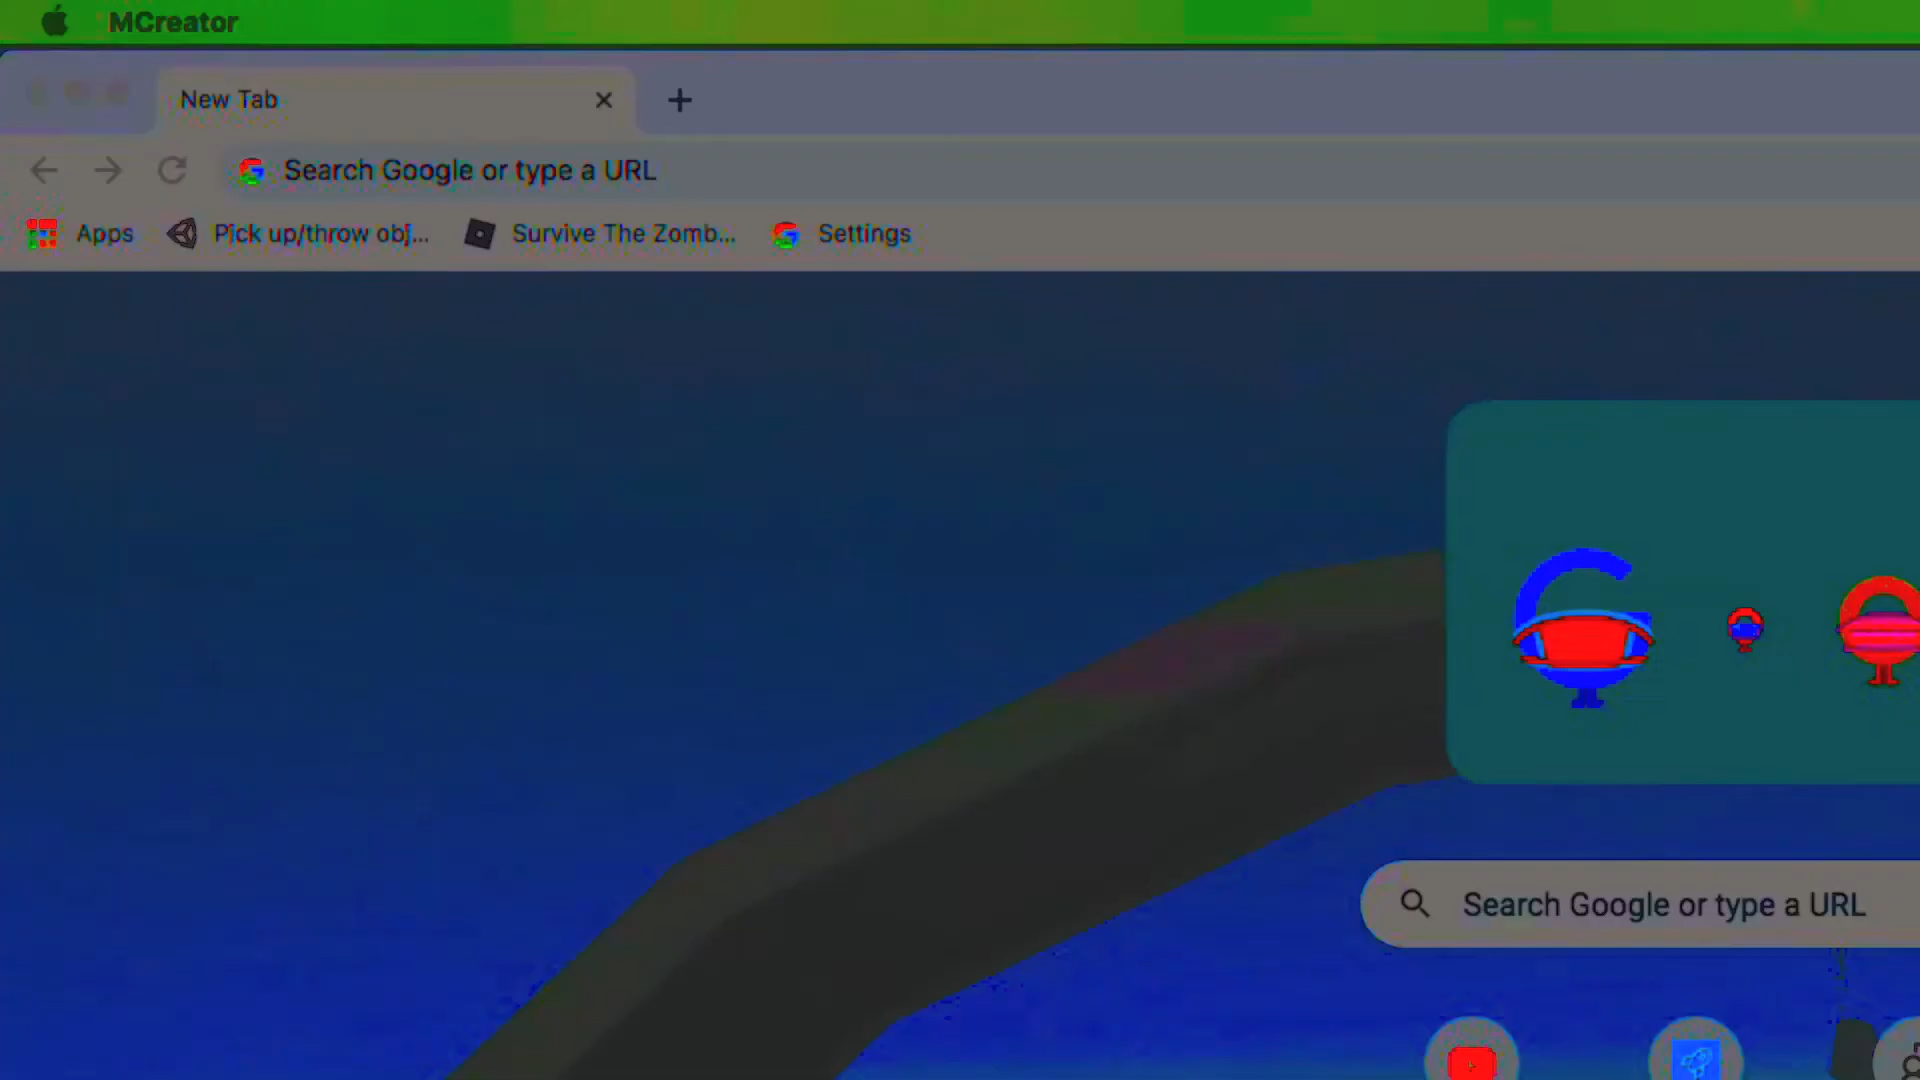 MCreator
New Tab
Search Google or type a URL
Apps Pick up/throw obj... Survive The Zomb... Settings
Search Google or type a URL